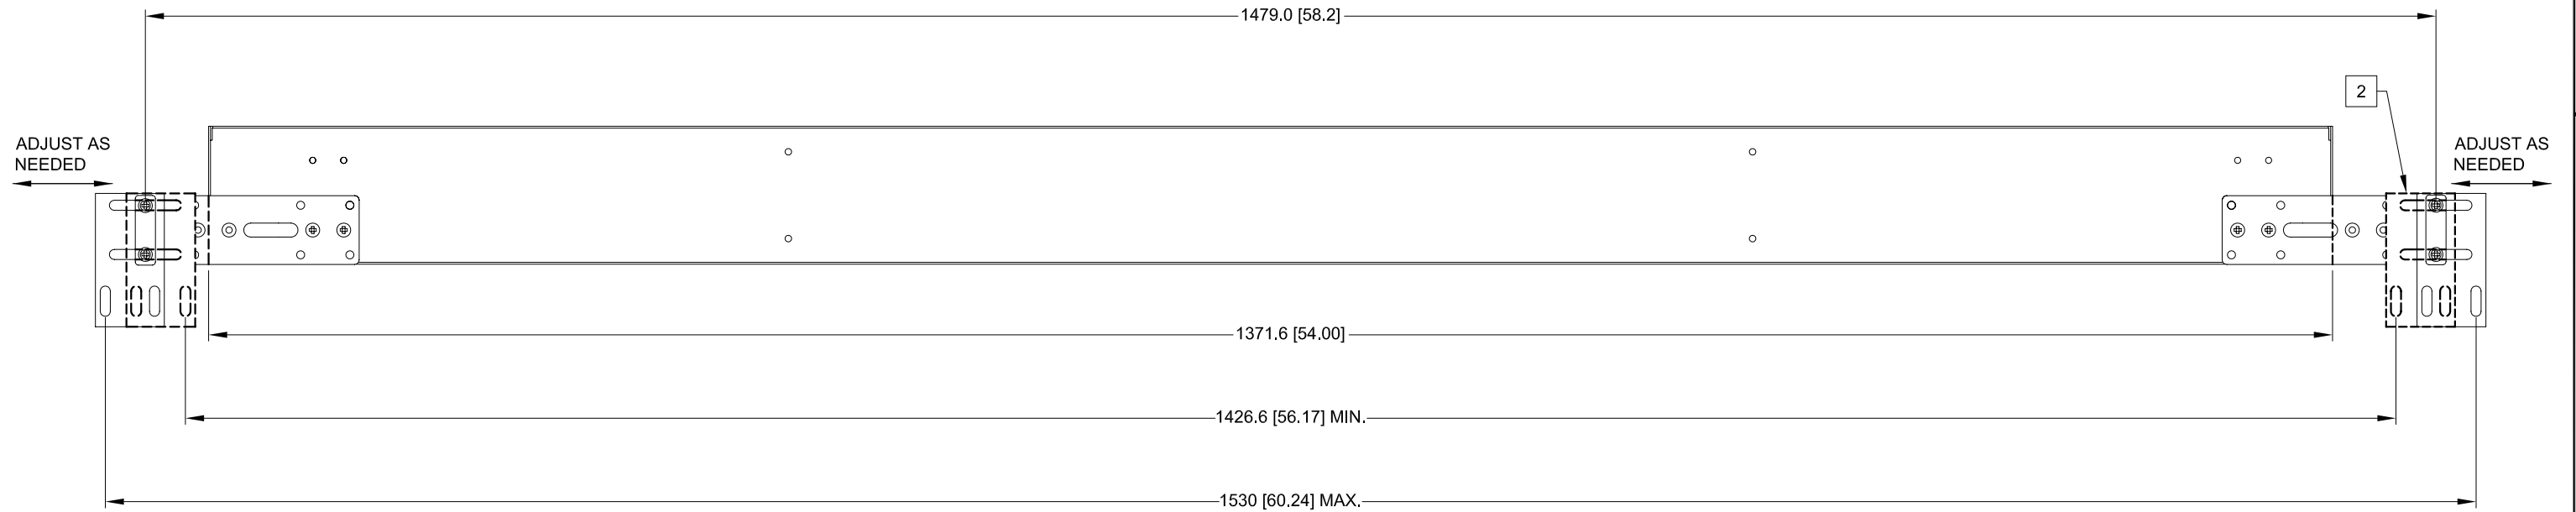 1479.0 [58.2]
2
ADJUST AS
NEEDED
ADJUST AS
NEEDED
1371.6 [54.00]
1426.6 [56.17] MIN.
1530 [60.24] MAX.